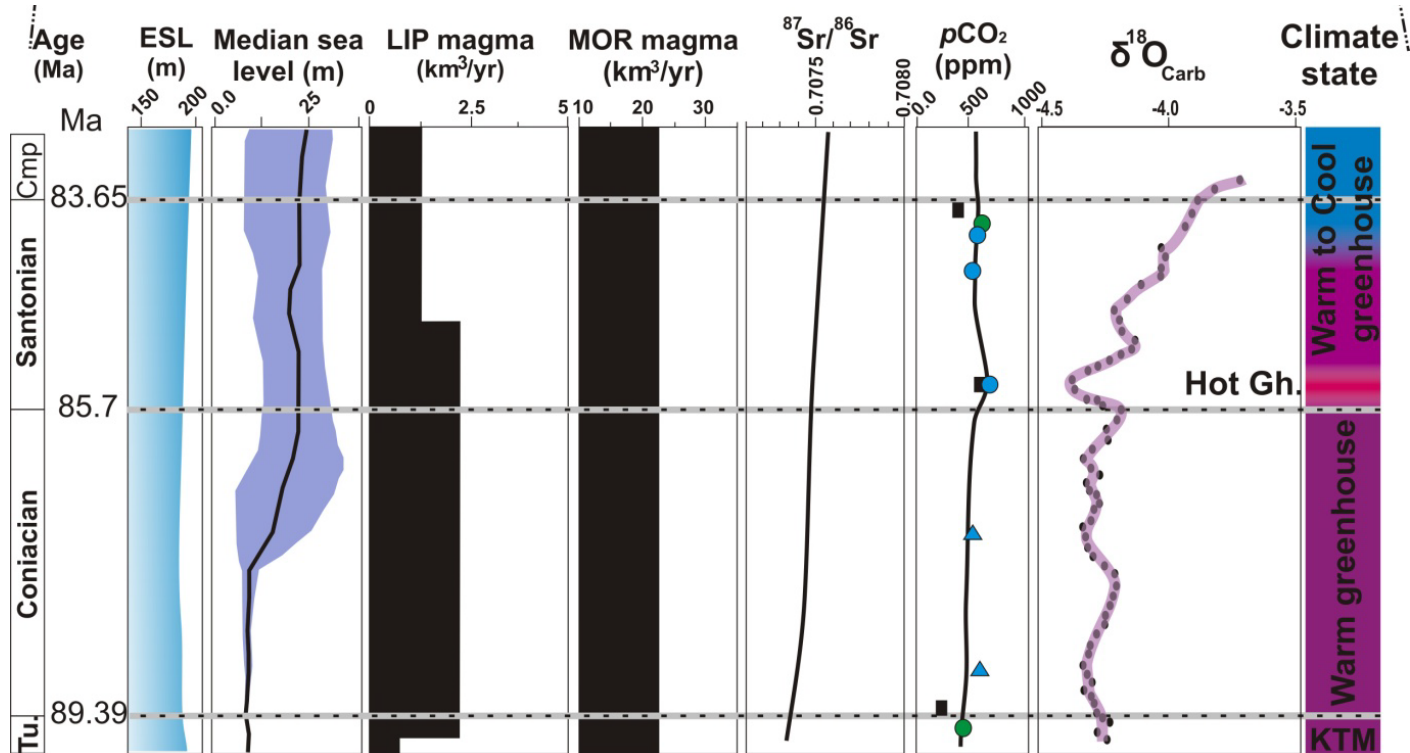 Age
(Ma)
ESL
(m)
Median sea
level (m)
LIP magma
(km³/yr)
MOR magma
(km³/yr)
⁸⁷Sr/⁸⁶Sr
pCO₂
(ppm)
δ¹⁸O Carb
Climate
state
150 200
0.0 25
0 2.5 5
10 20 30
0.7075 0.7080
0.0 500 1000
-4.5 -4.0 -3.5
Ma
Cmp
83.65
Santonian
85.7
Coniacian
89.39
Tu.
Warm to Cool
greenhouse
Hot Gh.
Warm greenhouse
KTM